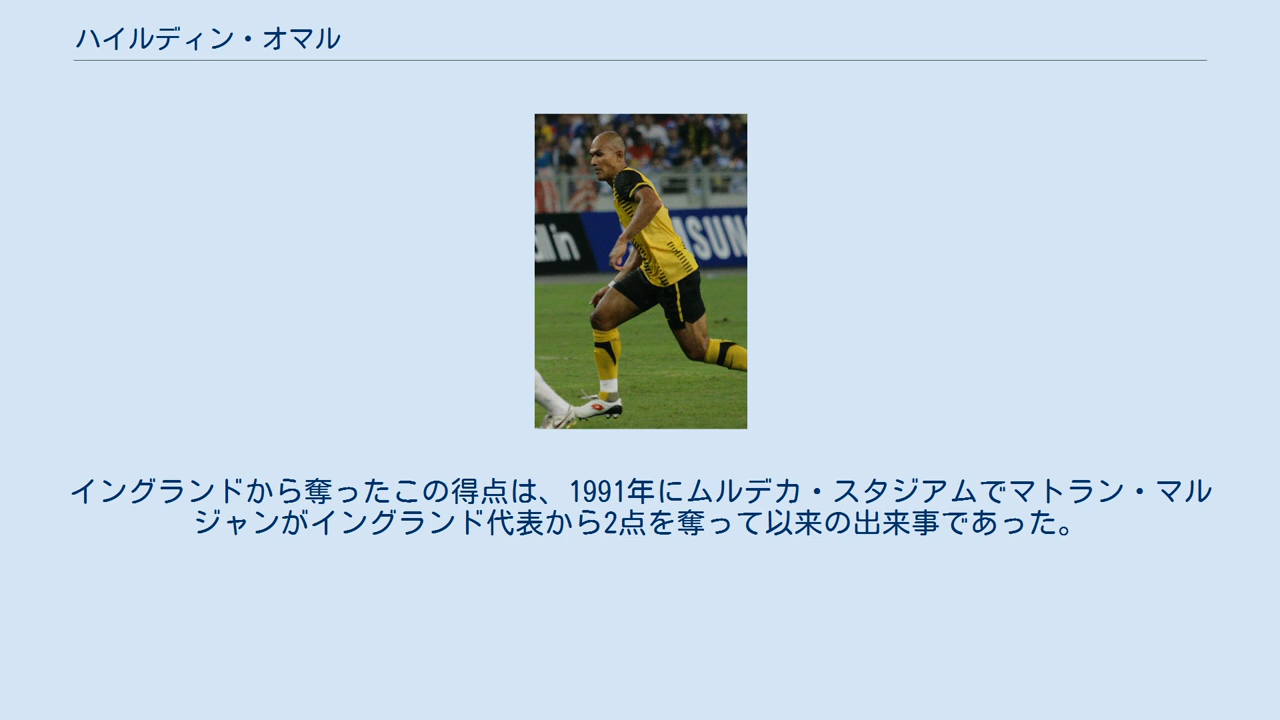 ハイルディン・オマル
イングランドから奪ったこの得点は、1991年にムルデカ・スタジアムでマトラン・マル
ジャンがイングランド代表から2点を奪って以来の出来事であった。